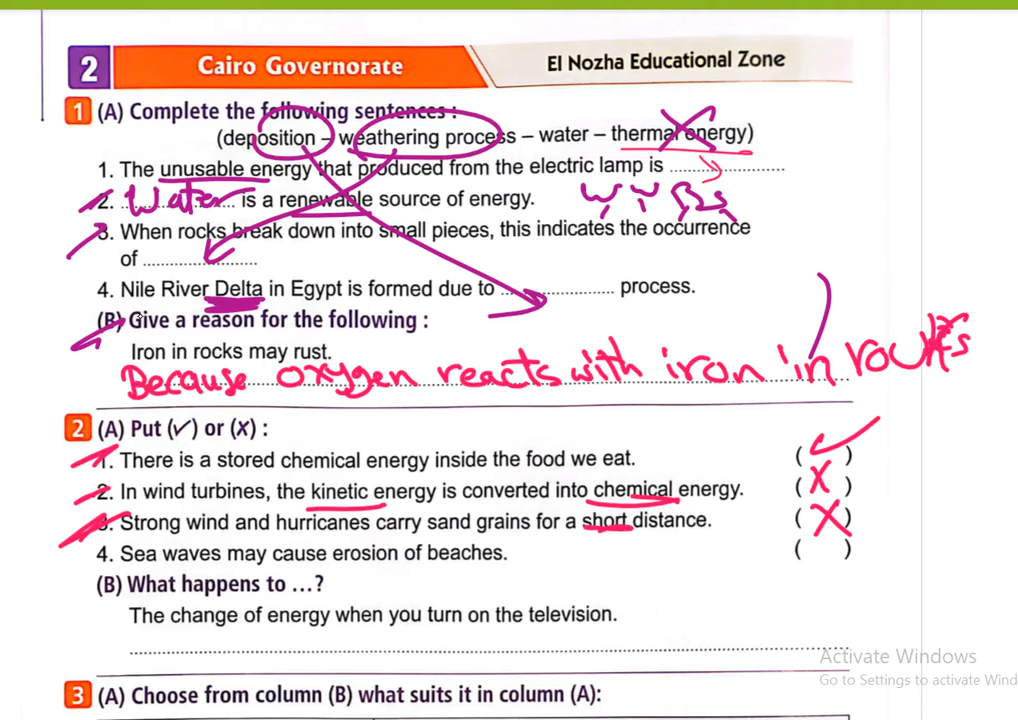 2 Cairo Governorate El Nozha Educational Zone
1 (A) Complete the following sentences :
(deposition – weathering process – water – thermal energy)
1. The unusable energy that produced from the electric lamp is ........................
2. Water is a renewable source of energy.
3. When rocks break down into small pieces, this indicates the occurrence
of ........................
4. Nile River Delta in Egypt is formed due to ........................ process.
(B) Give a reason for the following :
Iron in rocks may rust.
Because oxygen reacts with iron in rocks
2 (A) Put (✓) or (x) :
1. There is a stored chemical energy inside the food we eat. ( ✓ )
2. In wind turbines, the kinetic energy is converted into chemical energy. ( X )
3. Strong wind and hurricanes carry sand grains for a short distance. ( X )
4. Sea waves may cause erosion of beaches. ( )
(B) What happens to ...?
The change of energy when you turn on the television.
Activate Windows
Go to Settings to activate Wind
3 (A) Choose from column (B) what suits it in column (A):